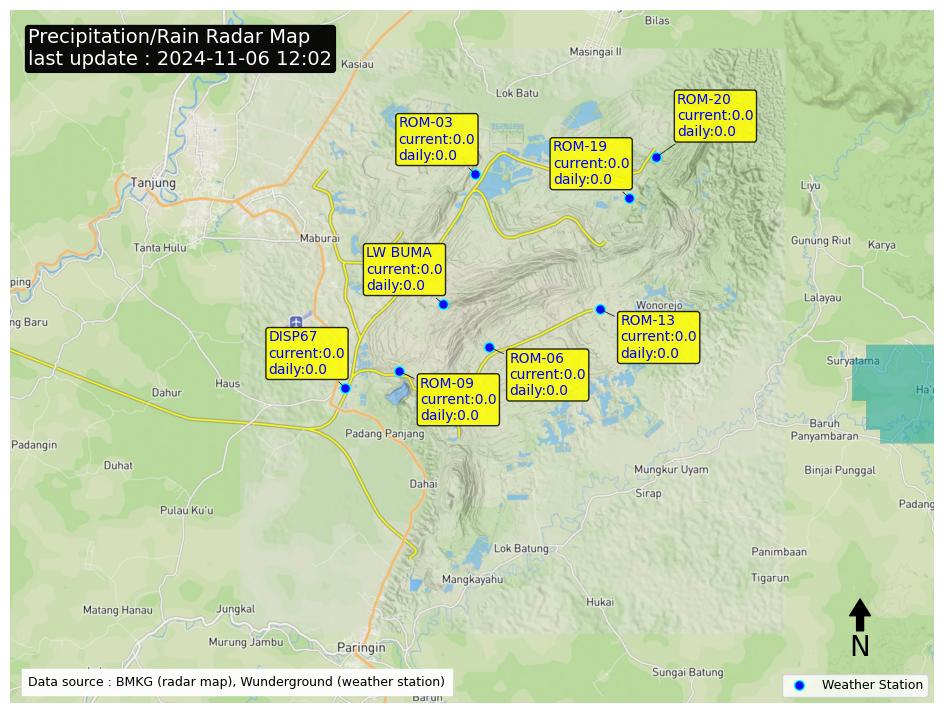 Precipitation/Rain Radar Map
last update : 2024-11-06 12:02
Bilas
Masingai II
Kasiau
Lok Batu
ROM-20
current:0.0
daily:0.0
ROM-03
current:0.0
daily:0.0
ROM-19
current:0.0
daily:0.0
Tanjung
Liyu
Maburai
Tanta Hulu
Gunung Riut
Karya
LW BUMA
current:0.0
daily:0.0
ping
Lalayau
Wonorejo
ng Baru
ROM-13
current:0.0
daily:0.0
DISP67
current:0.0
daily:0.0
ROM-06
current:0.0
daily:0.0
Suryatama
Haus
Dahur
ROM-09
current:0.0
daily:0.0
Ha'
Baruh
Panyambaran
Padang Panjang
Padangin
Duhat
Mungkur Uyam
Binjai Punggal
Dahai
Sirap
Padang
Pulau Ku'u
Lok Batung
Panimbaan
Mangkayahu
Tigarun
Hukai
Matang Hanau
Jungkal
Murung Jambu
Paringin
N
Sungai Batung
Data source : BMKG (radar map), Wunderground (weather station)
Weather Station
Barun